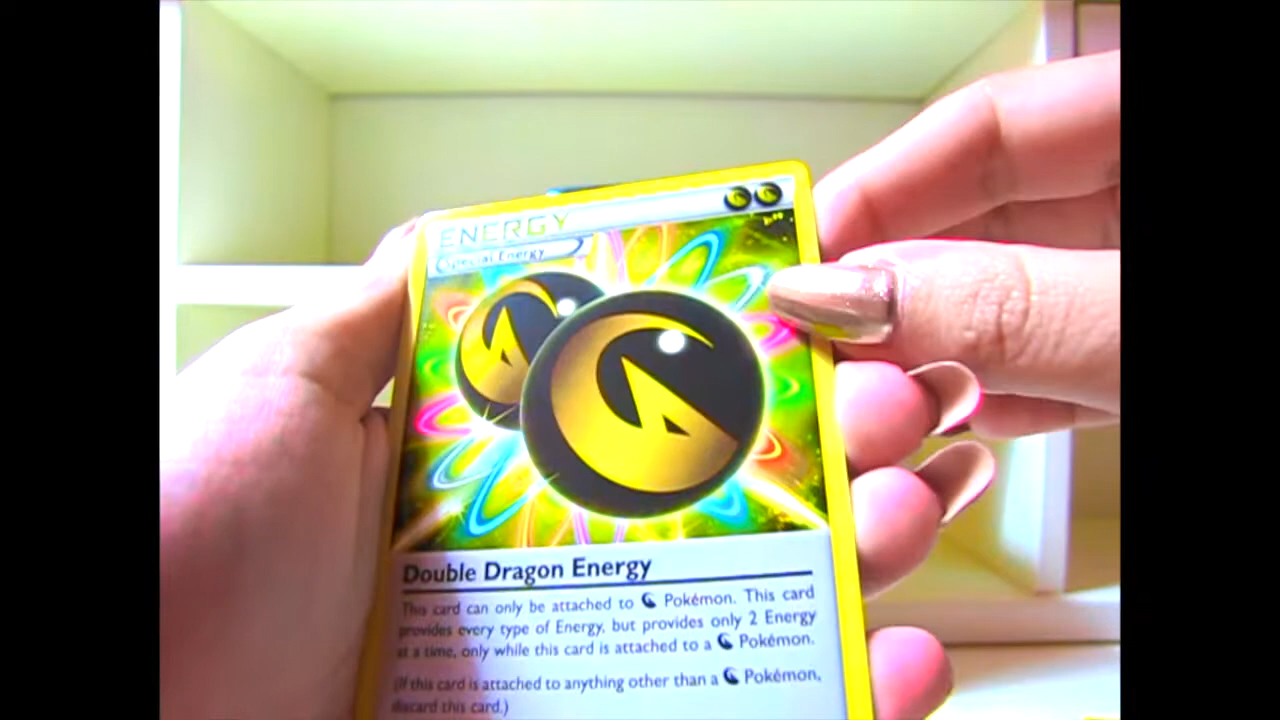 ENERGY
Special Energy
Double Dragon Energy
This card can only be attached to Pokémon. This card
provides every type of Energy, but provides only 2 Energy
at a time, only while this card is attached to a Pokémon.
(If this card is attached to anything other than a Pokémon,
discard this card.)